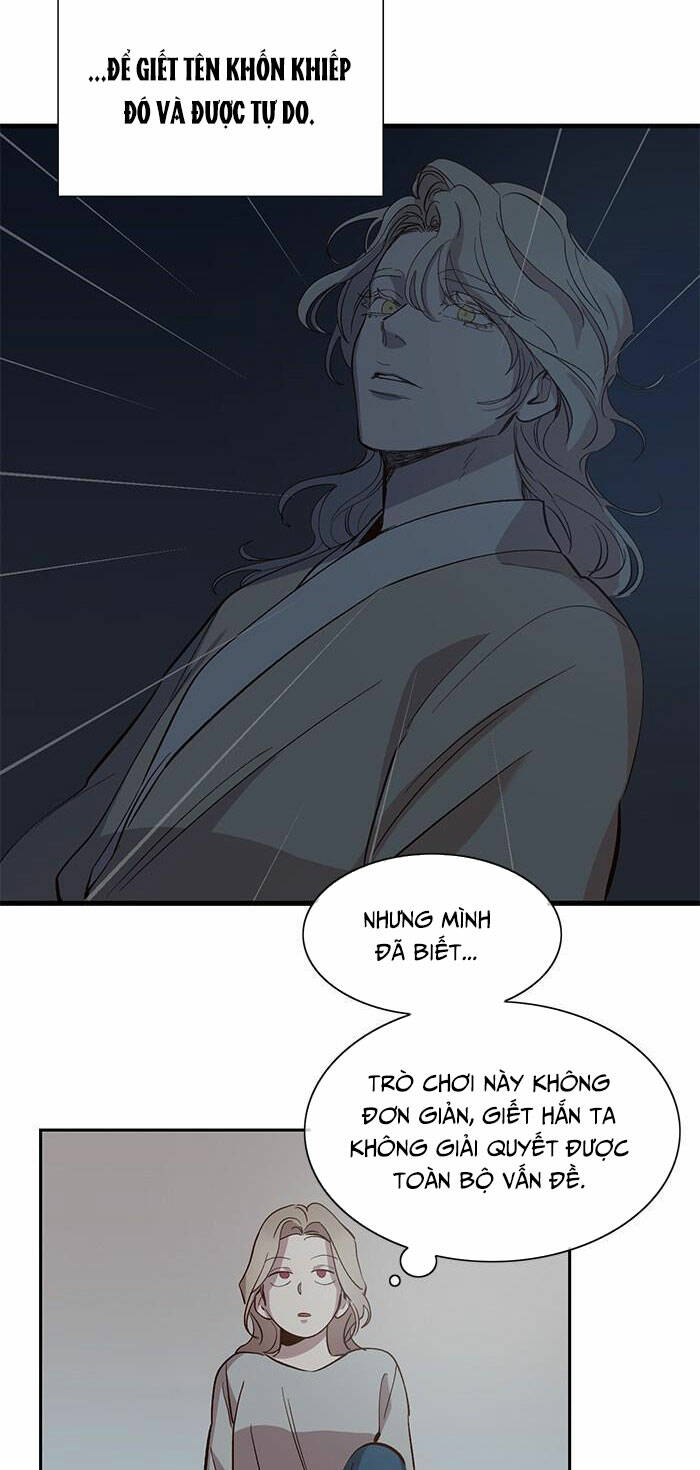 ...ĐỂ GIẾT TÊN KHỐN KHIẾP
ĐÓ VÀ ĐƯỢC TỰ DO.
NHƯNG MÌNH
ĐÃ BIẾT...
TRÒ CHƠI NÀY KHÔNG
ĐƠN GIẢN, GIẾT HẮN TA
KHÔNG GIẢI QUYẾT ĐƯỢC
TOÀN BỘ VẤN ĐỀ.